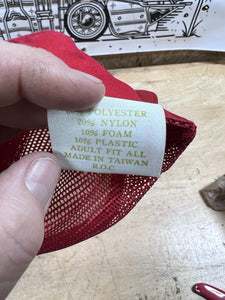 POLYESTER
20% NYLON
10% FOAM
10% PLASTIC
ADULT FIT ALL
MADE IN TAIWAN
R.O.C